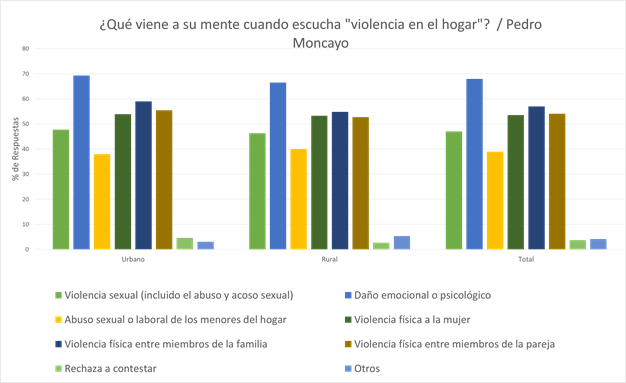 ¿Qué viene a su mente cuando escucha "violencia en el hogar"? / Pedro
Moncayo
80
70
60
50
40
30
20
10
0
% de Respuestas
Urbano
Rural
Total
Violencia sexual (incluido el abuso y acoso sexual)
Daño emocional o psicológico
Abuso sexual o laboral de los menores del hogar
Violencia física a la mujer
Violencia física entre miembros de la familia
Violencia física entre miembros de la pareja
Rechaza a contestar
Otros